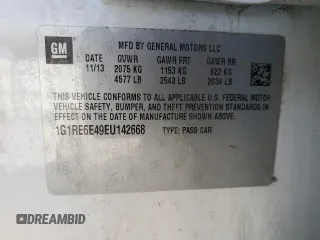 GM
MFD BY GENERAL MOTORS LLC
DATE GVWR GAWR FRT GAWR RR
11/13 2075 KG 1153 KG 922 KG
4577 LB 2543 LB 2034 LB
THIS VEHICLE CONFORMS TO ALL APPLICABLE U.S. FEDERAL MOTOR
VEHICLE SAFETY, BUMPER, AND THEFT PREVENTION STANDARDS
IN EFFECT ON THE DATE OF MANUFACTURE SHOWN ABOVE.
1G1RE6E49EU142668 TYPE: PASS CAR
DID.BID